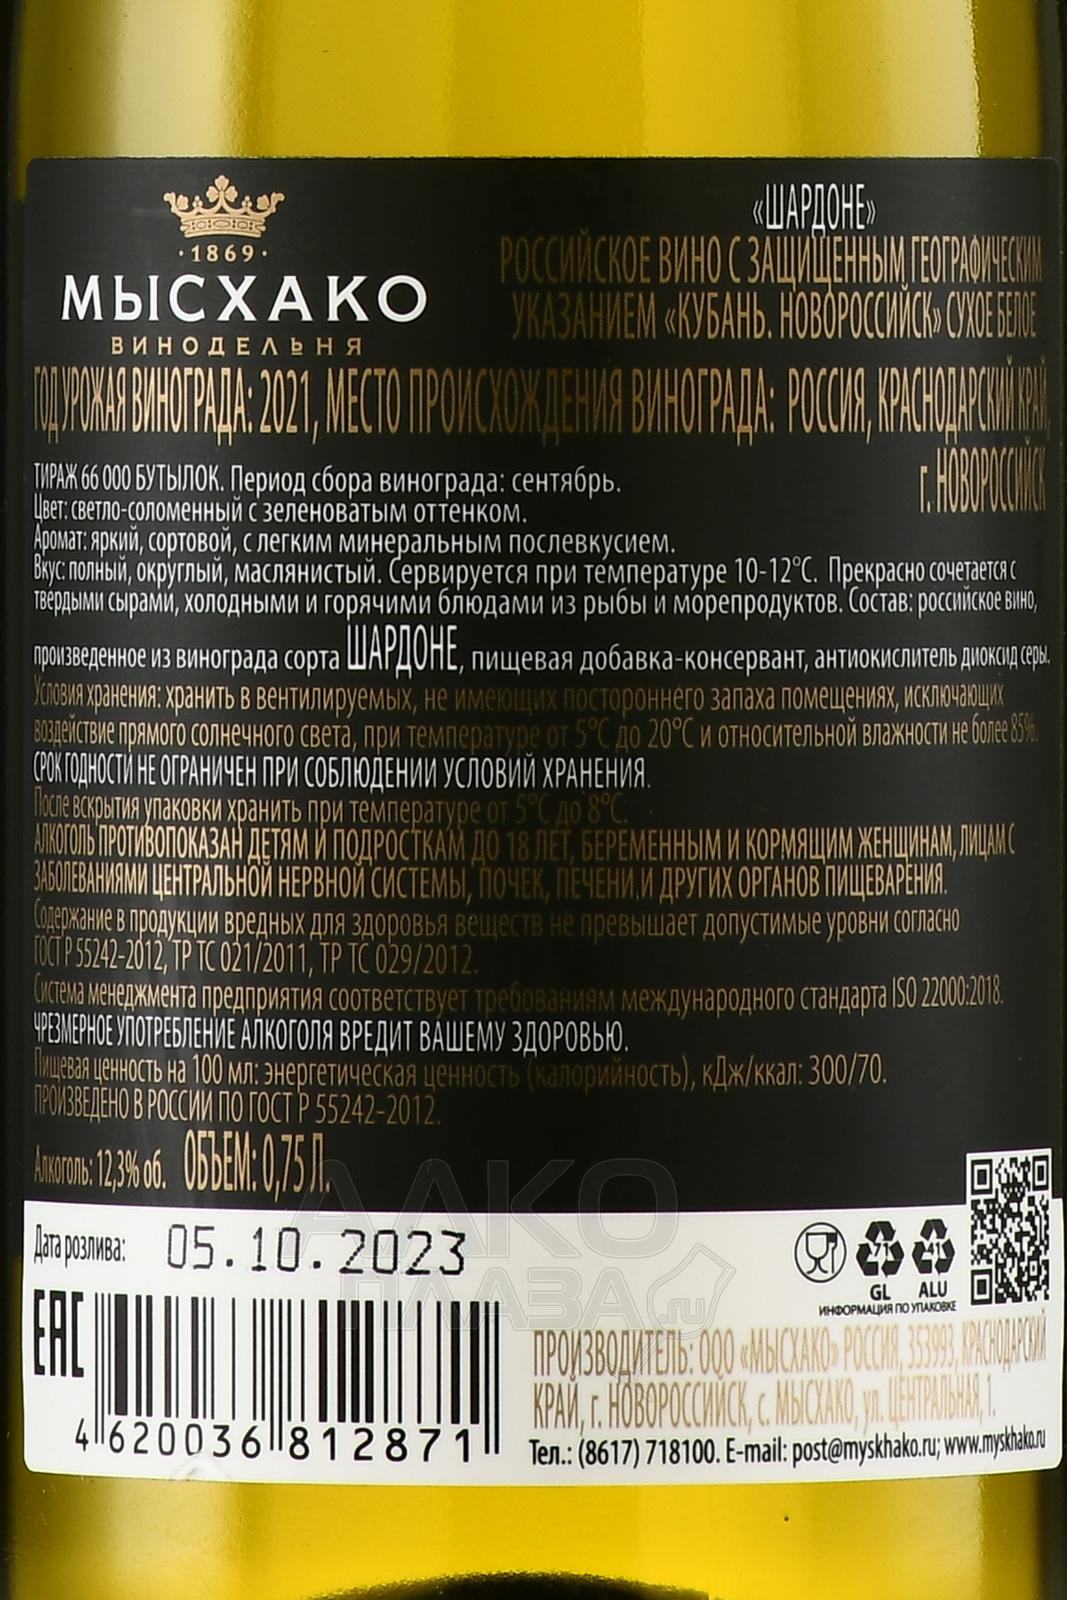 ·1869·
МЫСХАКО
ВИНОДЕЛЬНЯ
«ШАРДОНЕ»
РОССИЙСКОЕ ВИНО С ЗАЩИЩЕННЫМ ГЕОГРАФИЧЕСКИМ
УКАЗАНИЕМ «КУБАНЬ. НОВОРОССИЙСК» СУХОЕ БЕЛОЕ
ГОД УРОЖАЯ ВИНОГРАДА: 2021, МЕСТО ПРОИСХОЖДЕНИЯ ВИНОГРАДА: РОССИЯ, КРАСНОДАРСКИЙ КРАЙ,
г. НОВОРОССИЙСК
ТИРАЖ 66 000 БУТЫЛОК. Период сбора винограда: сентябрь.
Цвет: светло-соломенный с зеленоватым оттенком.
Аромат: яркий, сортовой, с легким минеральным послевкусием.
Вкус: полный, округлый, маслянистый. Сервируется при температуре 10-12°С. Прекрасно сочетается с
твердыми сырами, холодными и горячими блюдами из рыбы и морепродуктов. Состав: российское вино,
произведенное из винограда сорта ШАРДОНЕ, пищевая добавка-консервант, антиокислитель диоксид серы.
Условия хранения: хранить в вентилируемых, не имеющих постороннего запаха помещениях, исключающих
воздействие прямого солнечного света, при температуре от 5°С до 20°С и относительной влажности не более 85%.
СРОК ГОДНОСТИ НЕ ОГРАНИЧЕН ПРИ СОБЛЮДЕНИИ УСЛОВИЙ ХРАНЕНИЯ.
После вскрытия упаковки хранить при температуре от 5°С до 8°С.
АЛКОГОЛЬ ПРОТИВОПОКАЗАН ДЕТЯМ И ПОДРОСТКАМ ДО 18 ЛЕТ, БЕРЕМЕННЫМ И КОРМЯЩИМ ЖЕНЩИНАМ, ЛИЦАМ С
ЗАБОЛЕВАНИЯМИ ЦЕНТРАЛЬНОЙ НЕРВНОЙ СИСТЕМЫ, ПОЧЕК, ПЕЧЕНИ И ДРУГИХ ОРГАНОВ ПИЩЕВАРЕНИЯ.
Содержание в продукции вредных для здоровья веществ не превышает допустимые уровни согласно
ГОСТ Р 55242-2012, ТР ТС 021/2011, ТР ТС 029/2012.
Система менеджмента предприятия соответствует требованиям международного стандарта ISO 22000:2018.
ЧРЕЗМЕРНОЕ УПОТРЕБЛЕНИЕ АЛКОГОЛЯ ВРЕДИТ ВАШЕМУ ЗДОРОВЬЮ.
Пищевая ценность на 100 мл: энергетическая ценность (калорийность), кДж/ккал: 300/70.
ПРОИЗВЕДЕНО В РОССИИ ПО ГОСТ Р 55242-2012.
Алкоголь: 12,3% об. ОБЪЕМ: 0,75 Л.
АЛКО
ПЛАЗА.ru
Дата розлива: 05.10.2023
71 41
GL ALU
ИНФОРМАЦИЯ ПО УПАКОВКЕ
EAC
4 620036 812871
ПРОИЗВОДИТЕЛЬ: ООО «МЫСХАКО» РОССИЯ, 353993, КРАСНОДАРСКИЙ
КРАЙ, г. НОВОРОССИЙСК, с. МЫСХАКО, ул. ЦЕНТРАЛЬНАЯ, 1.
Тел.: (8617) 718100. E-mail: post@myskhako.ru; www.myskhako.ru